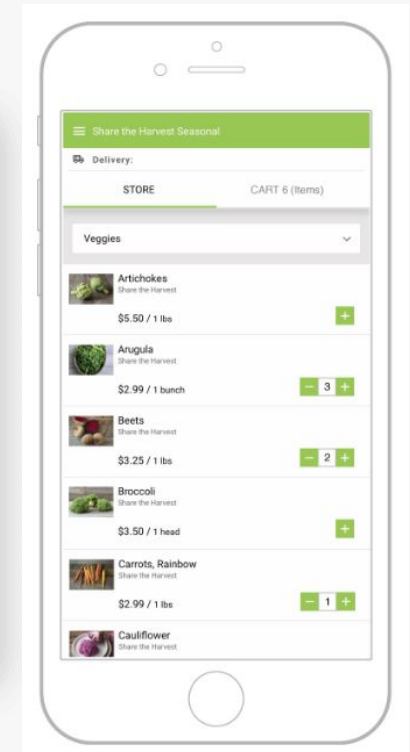 Share the Harvest Seasonal
Delivery:
STORE CART 6 (Items)
Veggies
Artichokes
Share the Harvest
$5.50 / 1 lbs
+
Arugula
Share the Harvest
$2.99 / 1 bunch
− 3 +
Beets
Share the Harvest
$3.25 / 1 lbs
− 2 +
Broccoli
Share the Harvest
$3.50 / 1 head
+
Carrots, Rainbow
Share the Harvest
$2.99 / 1 lbs
− 1 +
Cauliflower
Share the Harvest